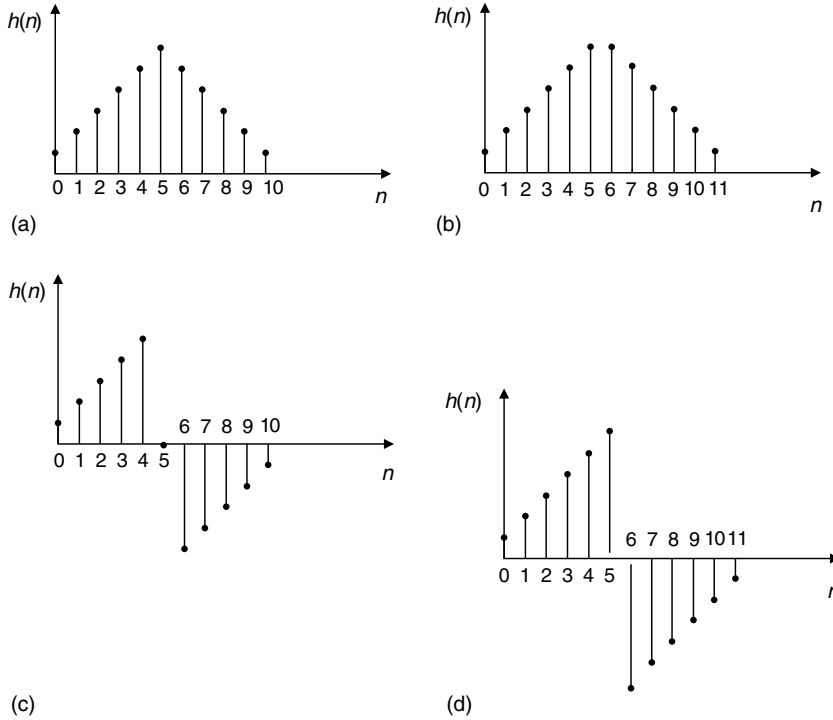 h(n)
0 1 2 3 4 5 6 7 8 9 10
n
(a)
h(n)
0 1 2 3 4 5 6 7 8 9 10 11
n
(b)
h(n)
6 7 8 9 10
0 1 2 3 4 5
n
(c)
h(n)
6 7 8 9 10 11
0 1 2 3 4 5
(d)